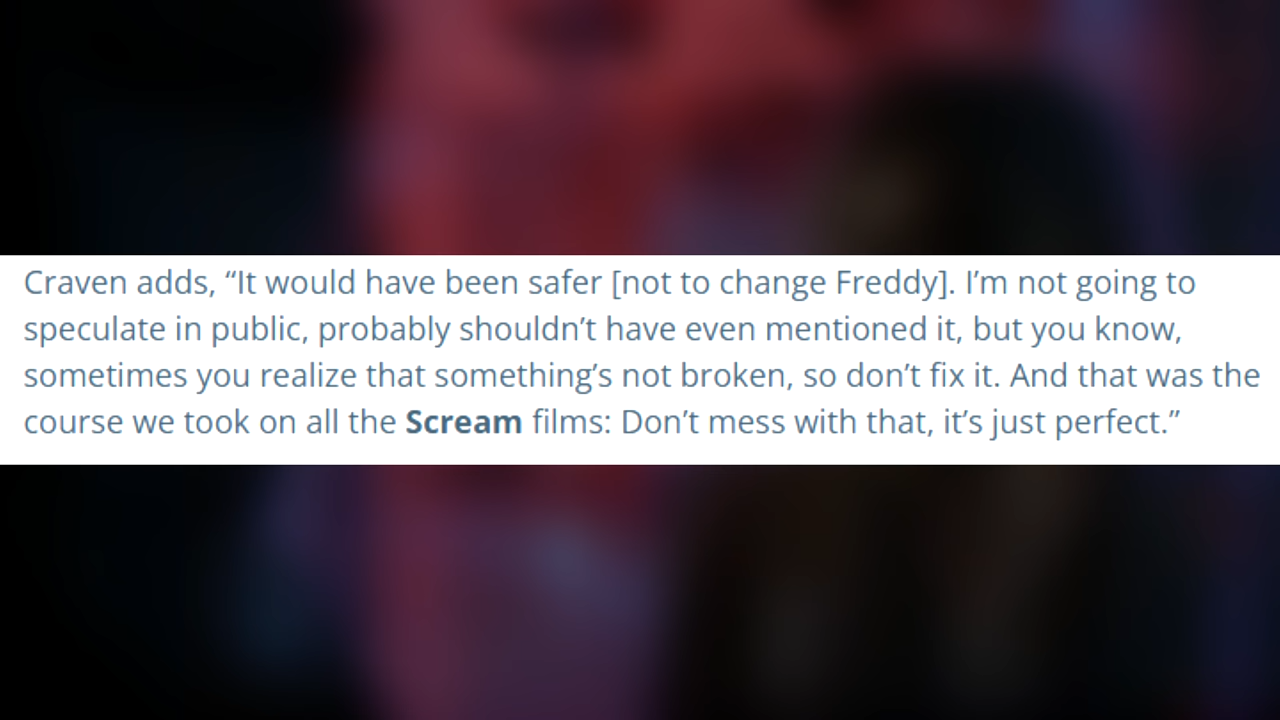 Craven adds, “It would have been safer [not to change Freddy]. I’m not going to
speculate in public, probably shouldn’t have even mentioned it, but you know,
sometimes you realize that something’s not broken, so don’t fix it. And that was the
course we took on all the Scream films: Don’t mess with that, it’s just perfect.”